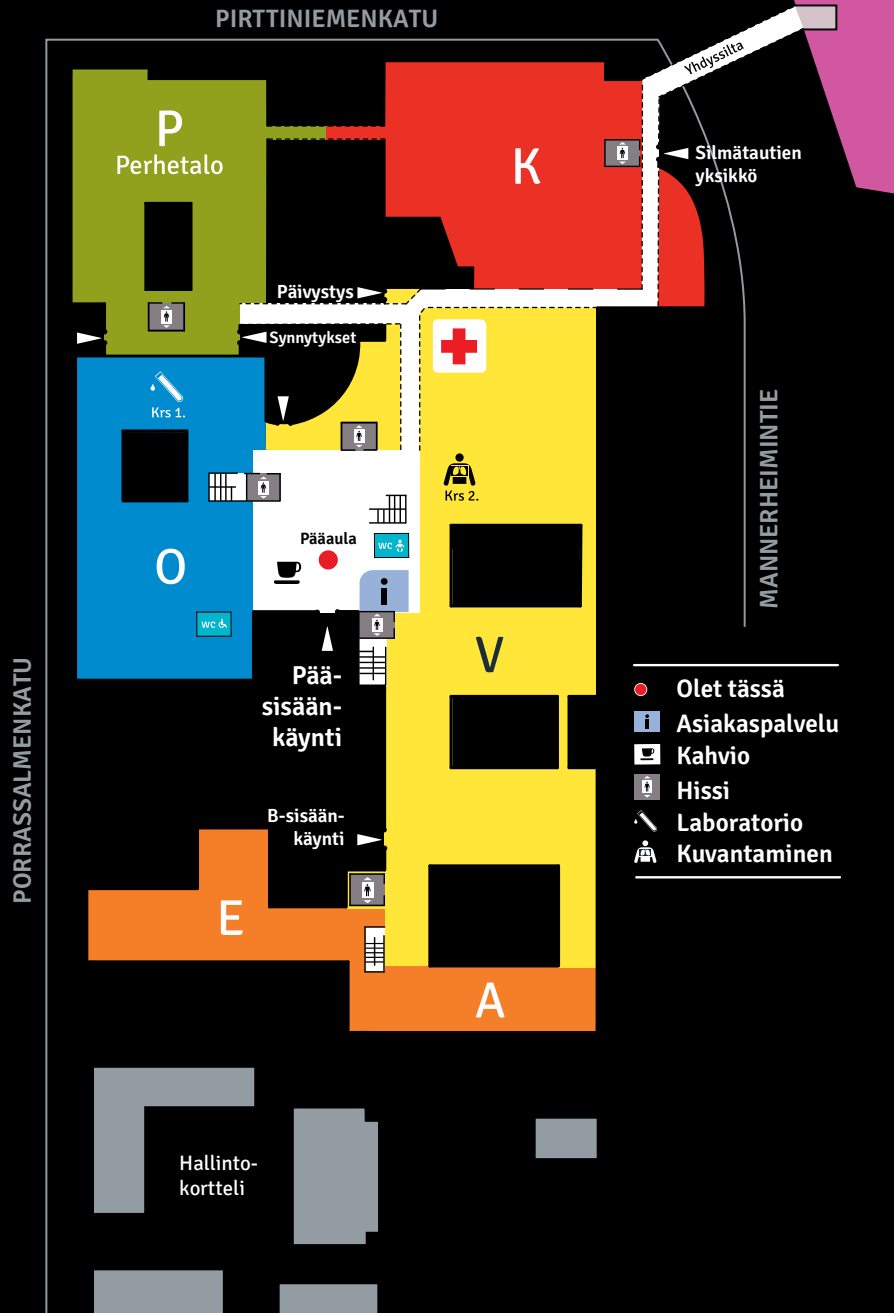 PIRTTINIEMENKATU
Yhdyssilta
P
Perhetalo
K
Silmätautien
yksikkö
Päivystys
Synnytykset
Krs 1.
Krs 2.
MANNERHEIMINTIE
Pääaula
wc
O
i
wc
V
Pää-
sisään-
käynti
PORRASSALMENKATU
Olet tässä
i Asiakaspalvelu
Kahvio
Hissi
Laboratorio
Kuvantaminen
B-sisään-
käynti
E
A
Hallinto-
kortteli